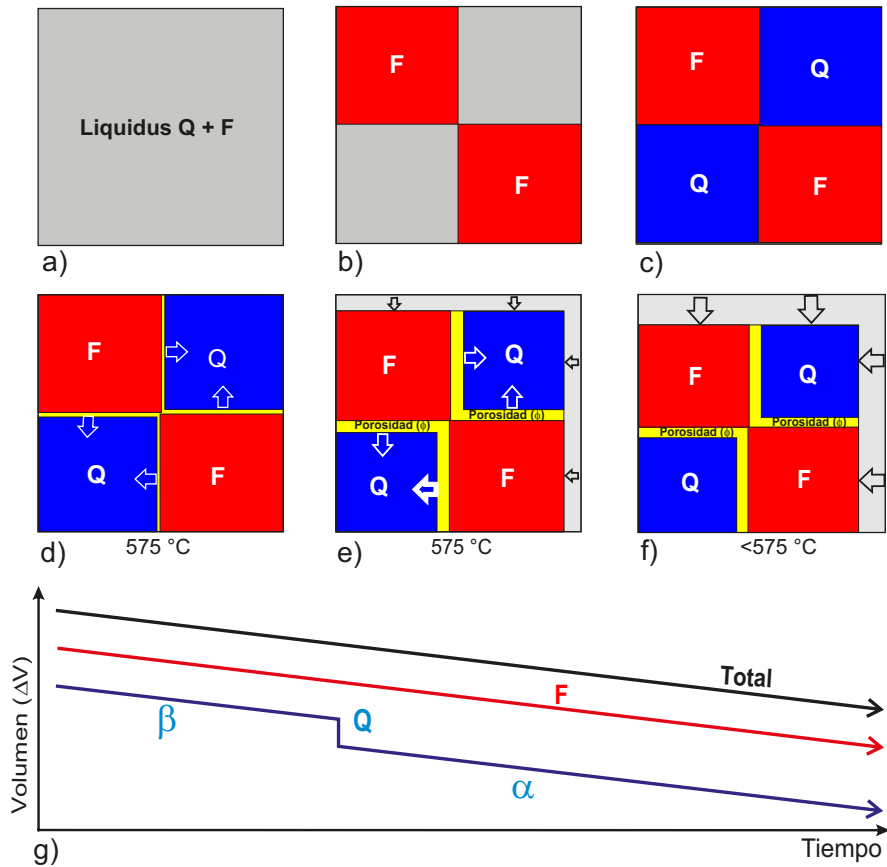 Liquidus Q + F
a)
F
F
b)
F
Q
Q
F
c)
F
Q
Q
F
d)
575 °C
F
Q
Porosidad (ϕ)
Porosidad (ϕ)
Q
F
e)
575 °C
F
Q
Porosidad (ϕ)
Porosidad (ϕ)
Q
F
f)
<575 °C
Volumen (ΔV)
Total
F
β
Q
α
g)
Tiempo